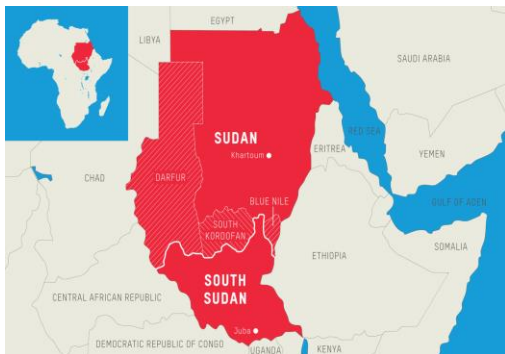 EGYPT
LIBYA
SAUDI ARABIA
RED SEA
SUDAN
Khartoum
ERITREA
YEMEN
CHAD
DARFUR
BLUE NILE
GULF OF ADEN
SOUTH
KORDOFAN
SOMALIA
ETHIOPIA
SOUTH
SUDAN
CENTRAL AFRICAN REPUBLIC
Juba
DEMOCRATIC REPUBLIC OF CONGO
UGANDA
KENYA